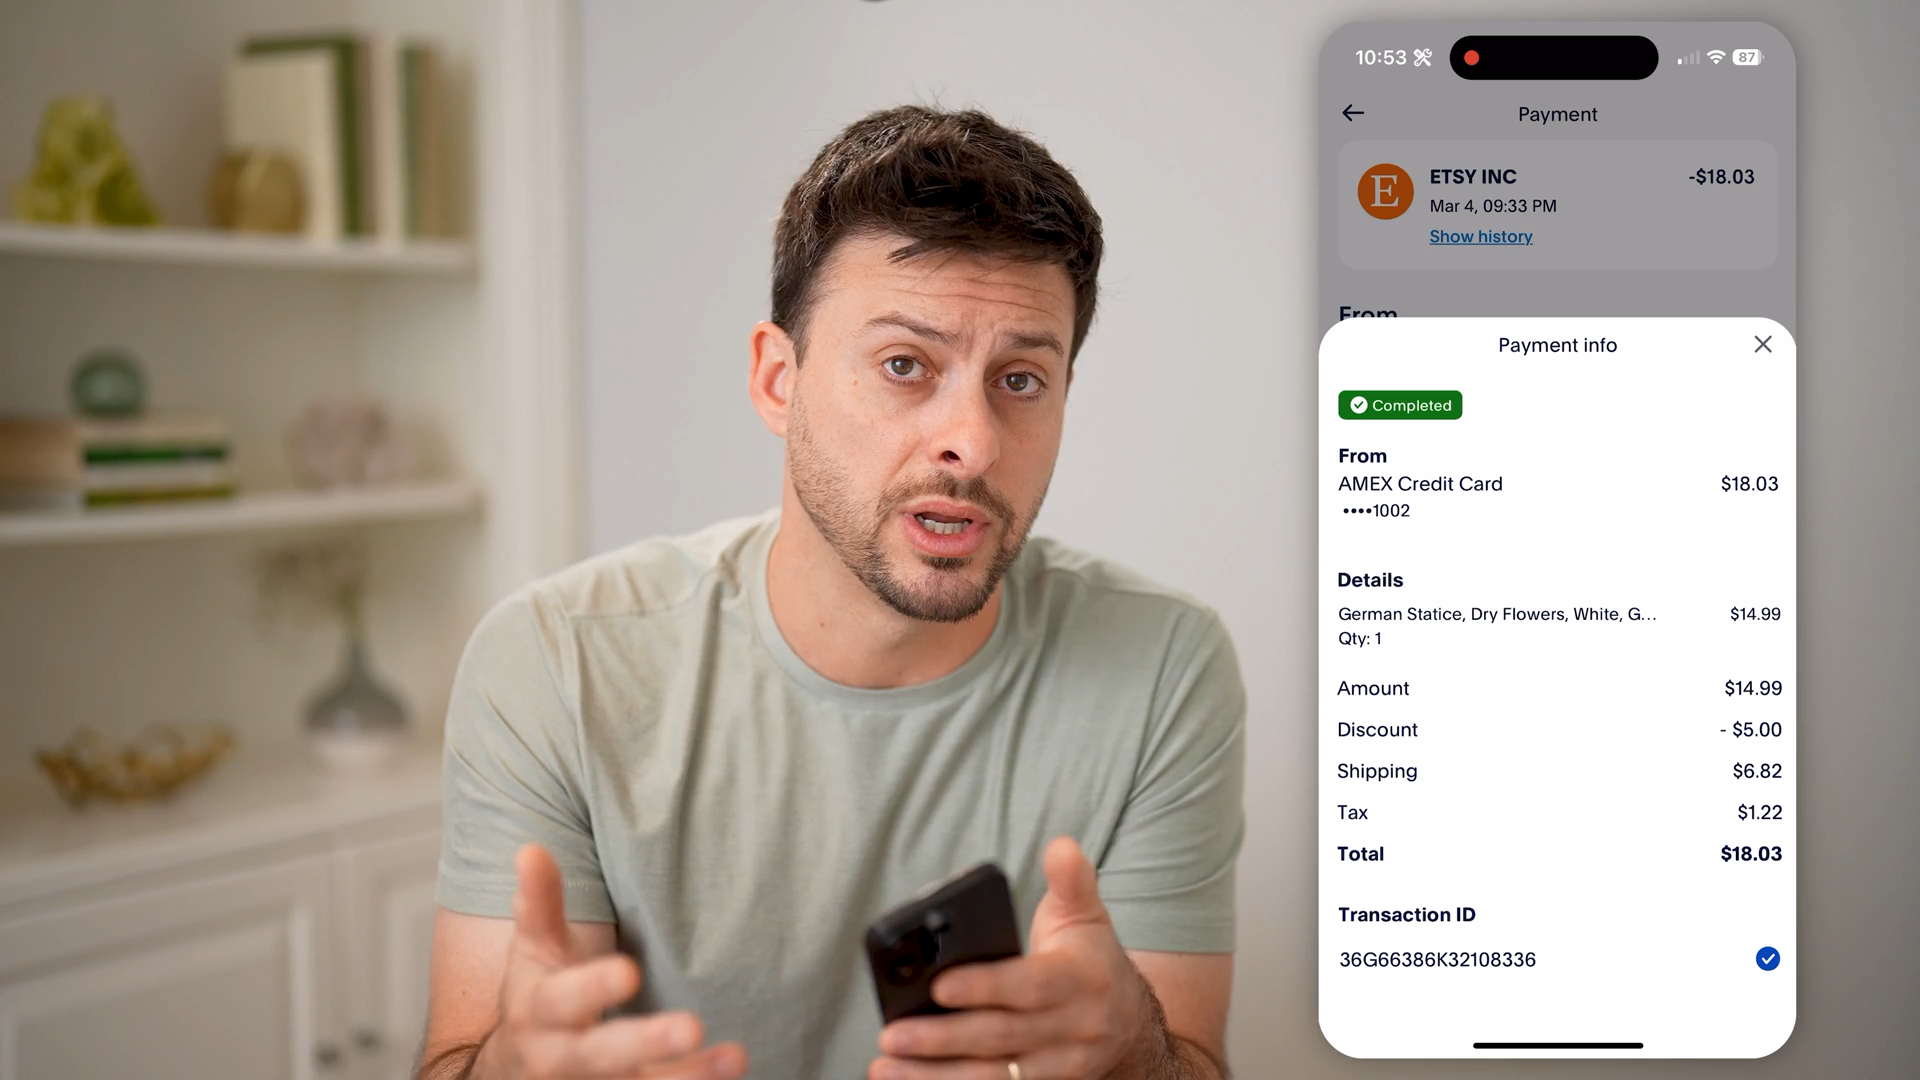 10:53
87
Payment
E
ETSY INC -$18.03
Mar 4, 09:33 PM
Show history
From
Payment info
Completed
From
AMEX Credit Card $18.03
••••1002
Details
German Statice, Dry Flowers, White, G... $14.99
Qty: 1
Amount $14.99
Discount - $5.00
Shipping $6.82
Tax $1.22
Total $18.03
Transaction ID
36G66386K32108336